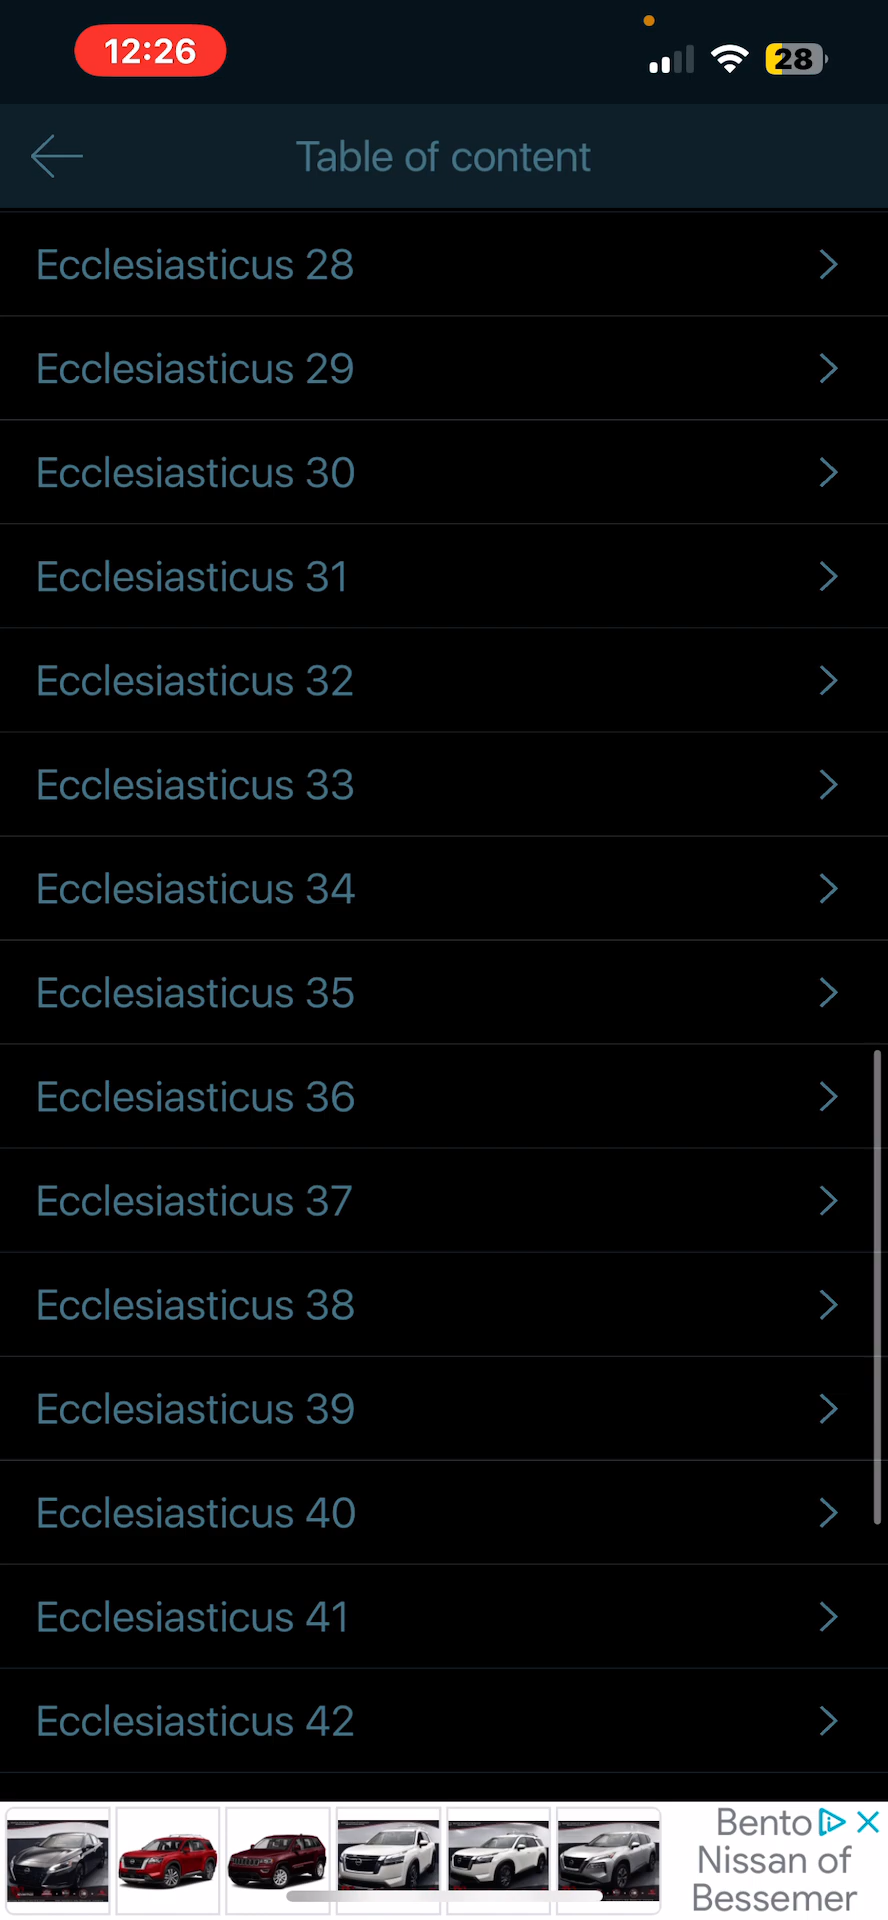 12:26
28
Table of content
Ecclesiasticus 28
Ecclesiasticus 29
Ecclesiasticus 30
Ecclesiasticus 31
Ecclesiasticus 32
Ecclesiasticus 33
Ecclesiasticus 34
Ecclesiasticus 35
Ecclesiasticus 36
Ecclesiasticus 37
Ecclesiasticus 38
Ecclesiasticus 39
Ecclesiasticus 40
Ecclesiasticus 41
Ecclesiasticus 42
Bento
Nissan of
Bessemer